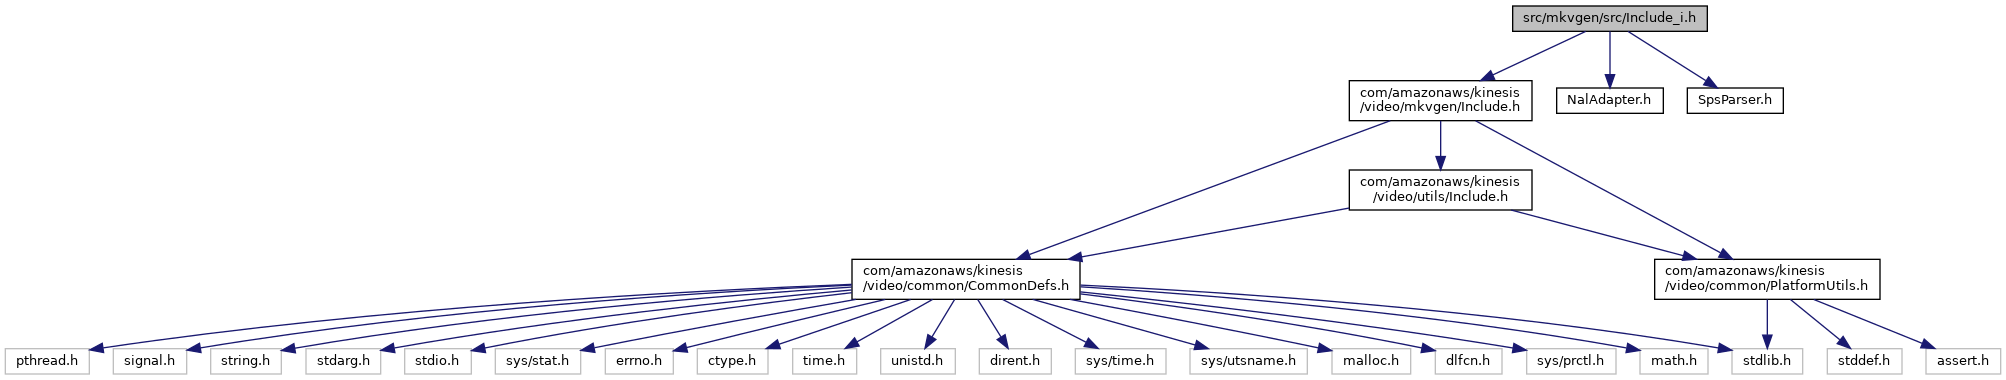 src/mkvgen/src/Include_i.h
com/amazonaws/kinesis
/video/mkvgen/Include.h
NalAdapter.h
SpsParser.h
com/amazonaws/kinesis
/video/utils/Include.h
com/amazonaws/kinesis
/video/common/CommonDefs.h
com/amazonaws/kinesis
/video/common/PlatformUtils.h
pthread.h
signal.h
string.h
stdarg.h
stdio.h
sys/stat.h
errno.h
ctype.h
time.h
unistd.h
dirent.h
sys/time.h
sys/utsname.h
malloc.h
dlfcn.h
sys/prctl.h
math.h
stdlib.h
stddef.h
assert.h